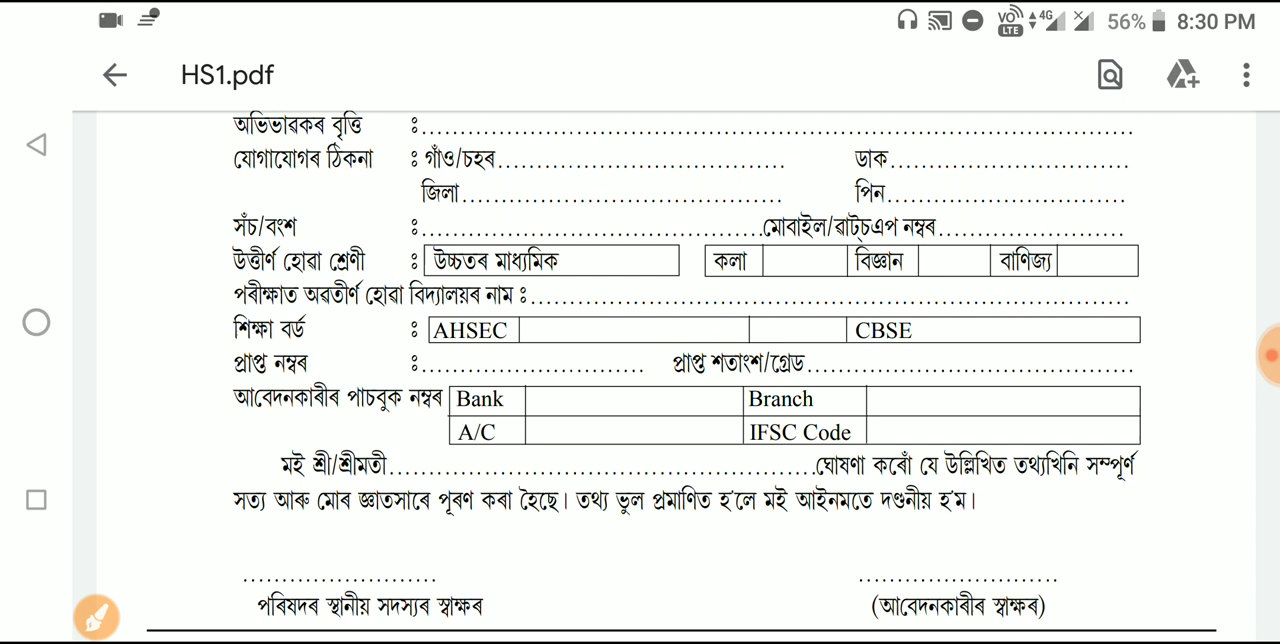 VO LTE 4G 56% 8:30 PM
HS1.pdf
অভিভাৱকৰ বৃত্তি ঃ........................................................................................
যোগাযোগৰ ঠিকনা ঃ গাঁও/চহৰ..................................... ডাক...............................
জিলা......................................... পিন...............................
সঁচ/বংশ ঃ.............................................মোবাইল/ৱাট্‌চএপ নম্বৰ........................
উত্তীৰ্ণ হোৱা শ্ৰেণী ঃ উচ্চতৰ মাধ্যমিক কলা বিজ্ঞান বাণিজ্য
পৰীক্ষাত অৱতীৰ্ণ হোৱা বিদ্যালয়ৰ নাম ঃ..............................................................................
শিক্ষা বৰ্ড ঃ AHSEC CBSE
প্ৰাপ্ত নম্বৰ ঃ............................. প্ৰাপ্ত শতাংশ/গ্ৰেড..........................................
আবেদনকাৰীৰ পাচবুক নম্বৰ Bank Branch
A/C IFSC Code
মই শ্ৰী/শ্ৰীমতী.......................................................ঘোষণা কৰোঁ যে উল্লিখিত তথ্যখিনি সম্পূৰ্ণ
সত্য আৰু মোৰ জ্ঞাতসাৰে পূৰণ কৰা হৈছে। তথ্য ভুল প্ৰমাণিত হ'লে মই আইনমতে দণ্ডনীয় হ'ম।
......................... ..........................
পৰিষদৰ স্থানীয় সদস্যৰ স্বাক্ষৰ (আবেদনকাৰীৰ স্বাক্ষৰ)